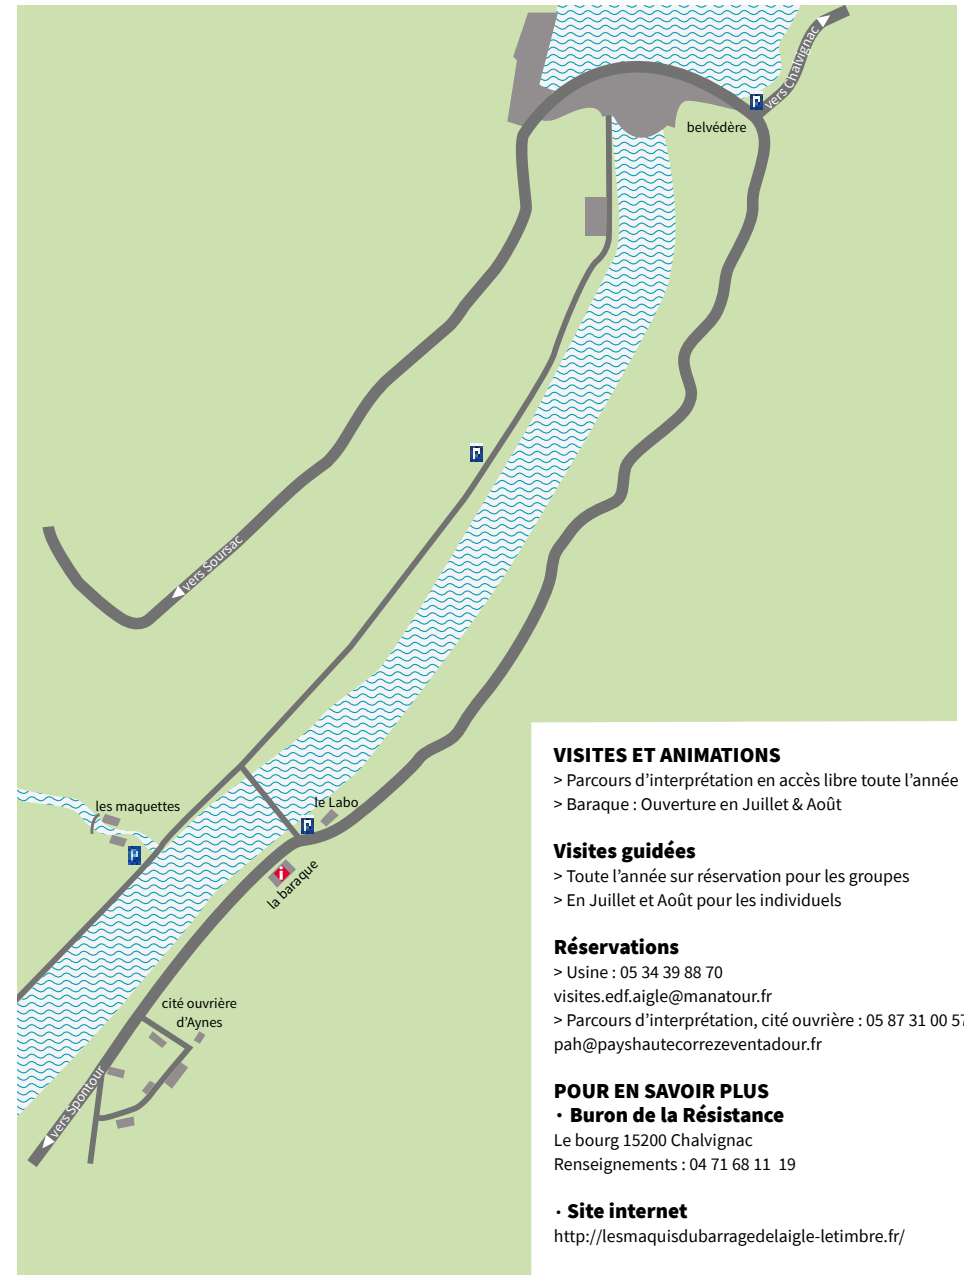 vers Chalvignac
P
belvédère
P
vers Soursac
les maquettes
le Labo
P
P
i
la baraque
cité ouvrière
d’Aynes
vers Spontour
VISITES ET ANIMATIONS
> Parcours d’interprétation en accès libre toute l’année
> Baraque : Ouverture en Juillet & Août
Visites guidées
> Toute l’année sur réservation pour les groupes
> En Juillet et Août pour les individuels
Réservations
> Usine : 05 34 39 88 70
visites.edf.aigle@manatour.fr
> Parcours d’interprétation, cité ouvrière : 05 87 31 00 57
pah@payshautecorrezeventadour.fr
POUR EN SAVOIR PLUS
· Buron de la Résistance
Le bourg 15200 Chalvignac
Renseignements : 04 71 68 11 19
· Site internet
http://lesmaquisdubarragedelaigle-letimbre.fr/